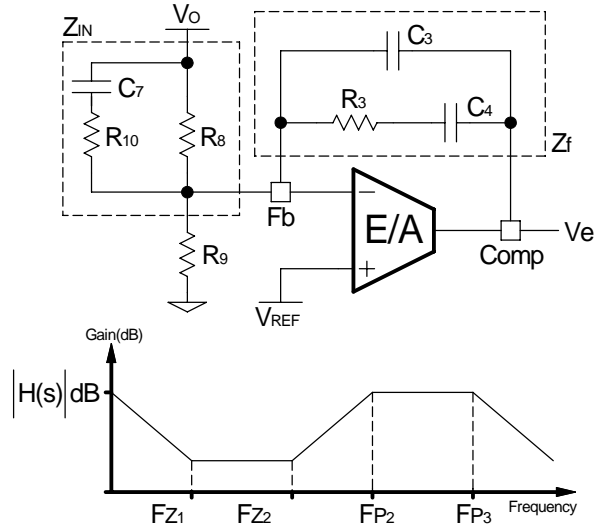 ZIN
VO
C7
R10
R8
C3
R3
C4
Zf
Fb
R9
E/A
−
+
Comp
Ve
VREF
Gain(dB)
|H(s)|dB
FZ1
FZ2
FP2
FP3
Frequency